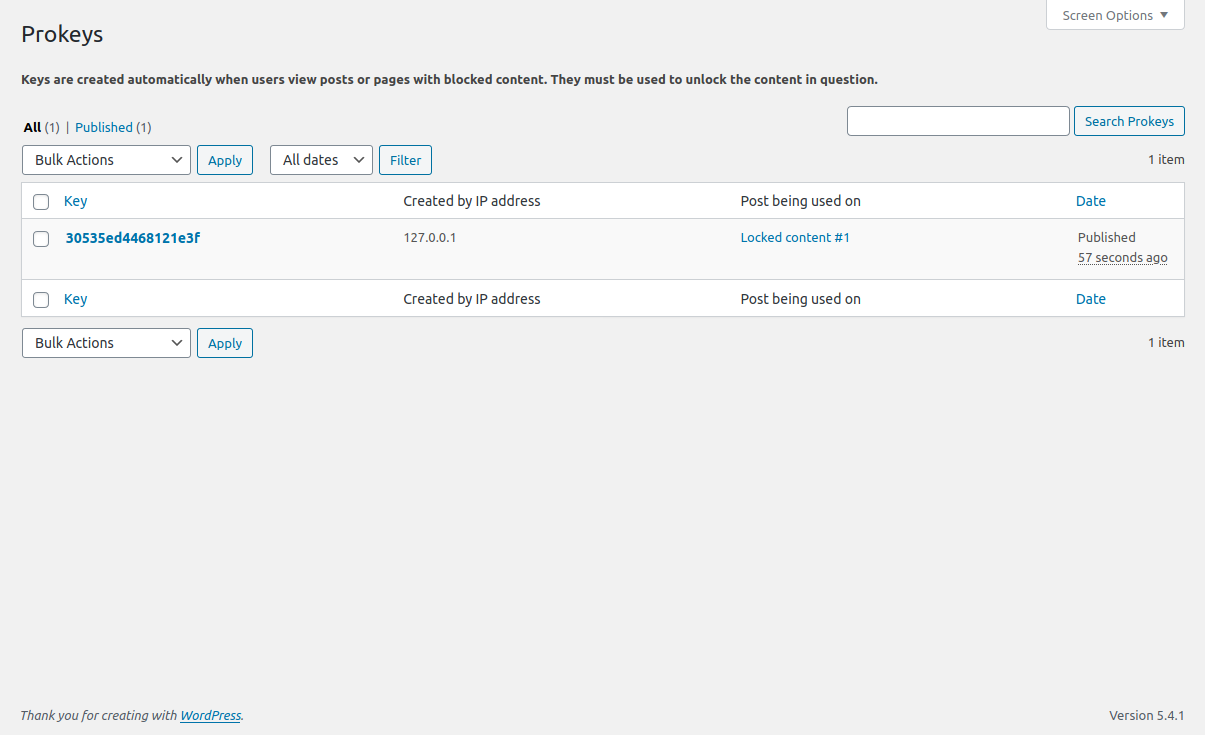 Screen Options
Prokeys
Keys are created automatically when users view posts or pages with blocked content. They must be used to unlock the content in question.
All (1) | Published (1)
Search Prokeys
Bulk Actions Apply All dates Filter 1 item
Key Created by IP address Post being used on Date
30535ed4468121e3f 127.0.0.1 Locked content #1 Published
57 seconds ago
Key Created by IP address Post being used on Date
Bulk Actions Apply 1 item
Thank you for creating with WordPress. Version 5.4.1